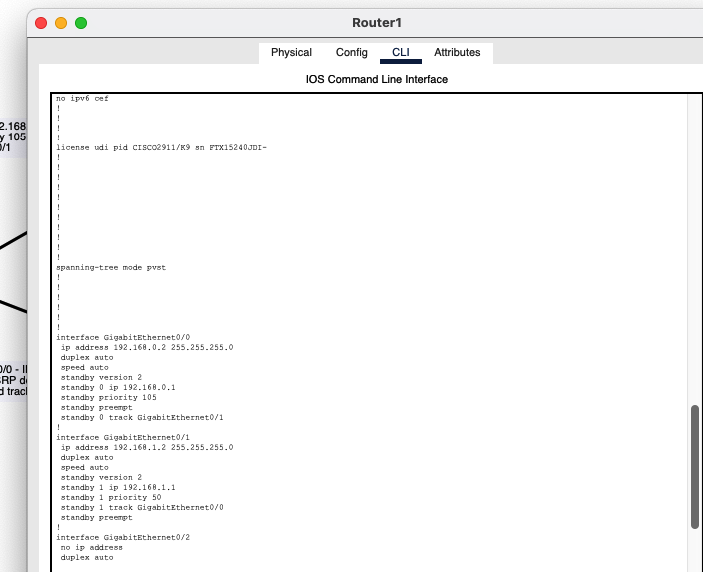 Router1
Physical Config CLI Attributes
IOS Command Line Interface
2.168
y 105
0/1
0/0 - II
SRP de
d tracl
no ipv6 cef
!
!
!
!
license udi pid CISCO2911/K9 sn FTX15240JDI-
!
!
!
!
!
!
!
!
!
!
!
spanning-tree mode pvst
!
!
!
!
!
!
interface GigabitEthernet0/0
ip address 192.168.0.2 255.255.255.0
duplex auto
speed auto
standby version 2
standby 0 ip 192.168.0.1
standby priority 105
standby preempt
standby 0 track GigabitEthernet0/1
!
interface GigabitEthernet0/1
ip address 192.168.1.2 255.255.255.0
duplex auto
speed auto
standby version 2
standby 1 ip 192.168.1.1
standby 1 priority 50
standby 1 track GigabitEthernet0/0
standby preempt
!
interface GigabitEthernet0/2
no ip address
duplex auto